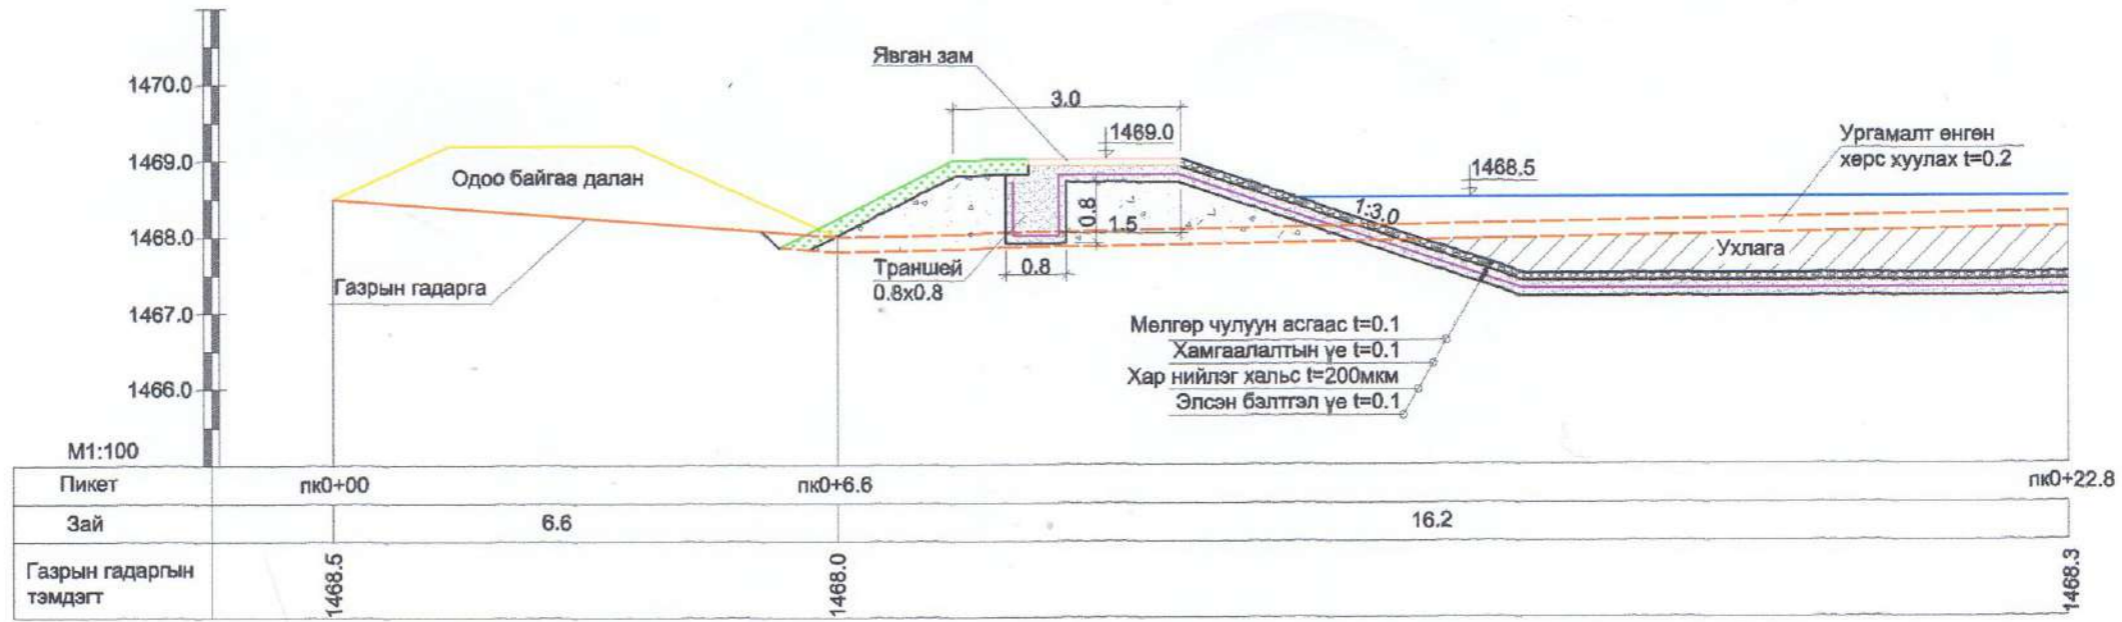 Явган зам
1470.0
3.0
1469.0
1469.0
1468.5
Ургамалт өнгөн
хөрс хуулах t=0.2
Одоо байгаа далан
1:3.0
1468.0
0.8
1.5
Ухлага
Траншей
0.8x0.8
0.8
Газрын гадарга
1467.0
Мөлгөр чулуун асгаас t=0.1
Хамгаалалтын үе t=0.1
Хар нийлэг хальс t=200мкм
Элсэн бэлтгэл үе t=0.1
1466.0
М1:100
Пикет пк0+00 пк0+6.6 пк0+22.8
Зай 6.6 16.2
Газрын гадаргын
тэмдэгт
1468.5
1468.0
1468.3